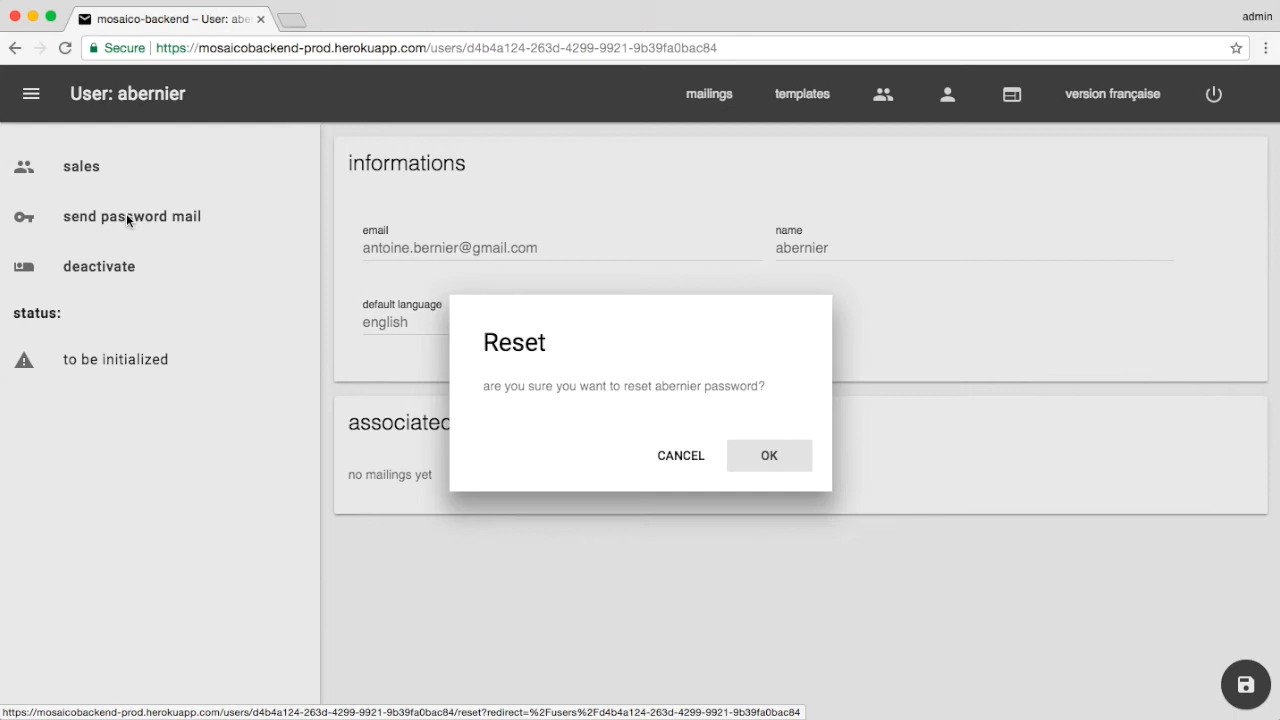 mosaico-backend – User: abe
admin
Secure
https://mosaicobackend-prod.herokuapp.com/users/d4b4a124-263d-4299-9921-9b39fa0bac84
User: abernier
mailings
templates
version française
sales
send password mail
deactivate
status:
to be initialized
informations
email
name
antoine.bernier@gmail.com
abernier
default language
english
associated
no mailings yet
Reset
are you sure you want to reset abernier password?
CANCEL
OK
https://mosaicobackend-prod.herokuapp.com/users/d4b4a124-263d-4299-9921-9b39fa0bac84/reset?redirect=%2Fusers%2Fd4b4a124-263d-4299-9921-9b39fa0bac84